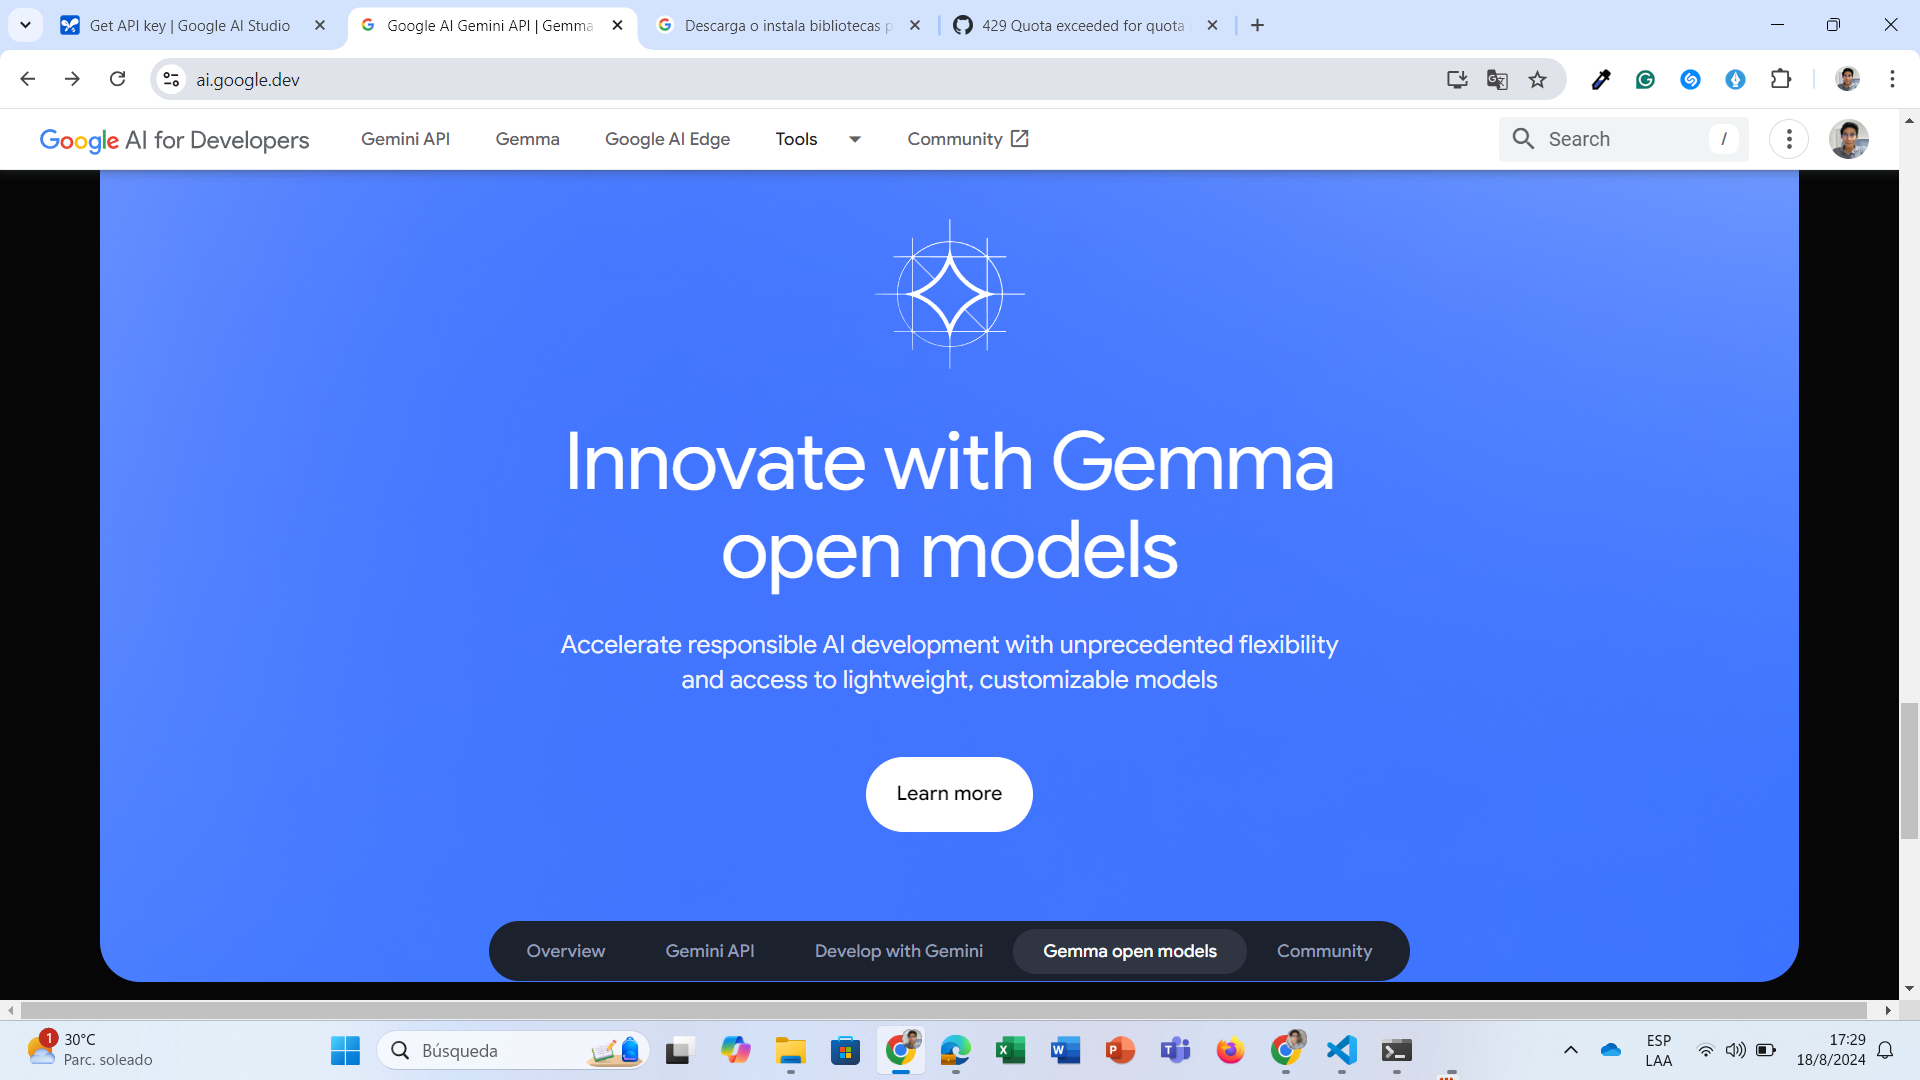 Get API key | Google AI Studio
Google AI Gemini API | Gemma
Descarga o instala bibliotecas p
429 Quota exceeded for quota
ai.google.dev
Google AI for Developers
Gemini API
Gemma
Google AI Edge
Tools
Community
Search
/
Innovate with Gemma
open models
Accelerate responsible AI development with unprecedented flexibility
and access to lightweight, customizable models
Learn more
Overview
Gemini API
Develop with Gemini
Gemma open models
Community
1
30°C
Parc. soleado
Búsqueda
ESP
LAA
17:29
18/8/2024